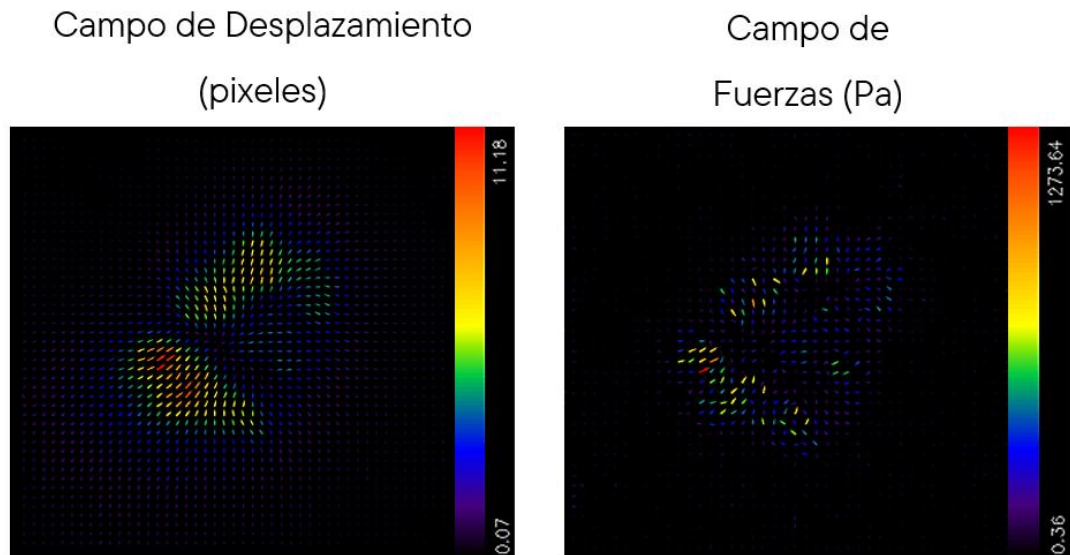 Campo de Desplazamiento
(pixeles)
Campo de
Fuerzas (Pa)
11.18
0.07
1273.64
0.36